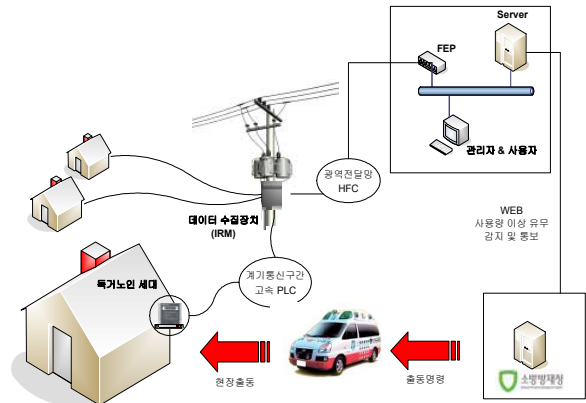 Server
FEP
관리자 & 사용자
광역전달망
HFC
데이터 수집장치
(IRM)
WEB
사용량 이상 유무
감지 및 통보
계기통신구간
고속 PLC
독거노인 세대
소방방재청
현장출동
출동명령